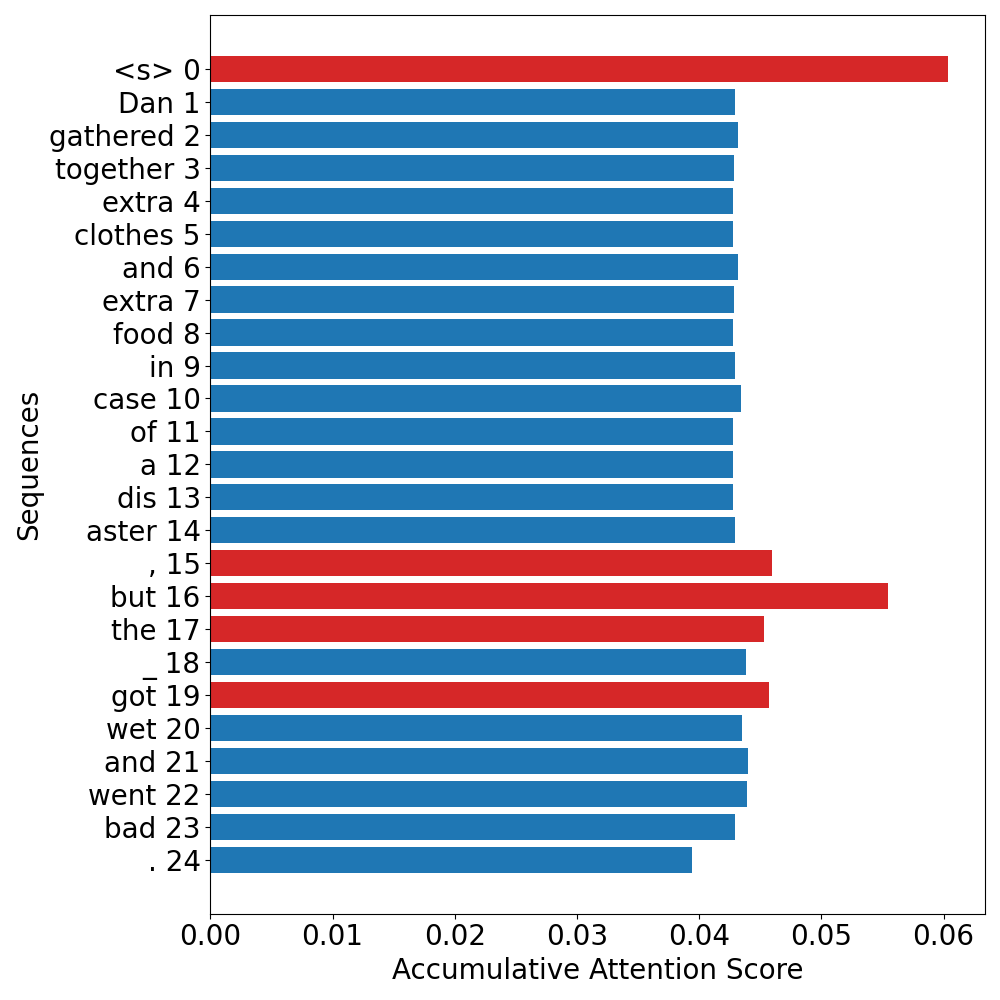 <s> 0
Dan 1
gathered 2
together 3
extra 4
clothes 5
and 6
extra 7
food 8
in 9
case 10
of 11
a 12
dis 13
aster 14
, 15
but 16
the 17
_ 18
got 19
wet 20
and 21
went 22
bad 23
. 24
Sequences
0.00 0.01 0.02 0.03 0.04 0.05 0.06
Accumulative Attention Score